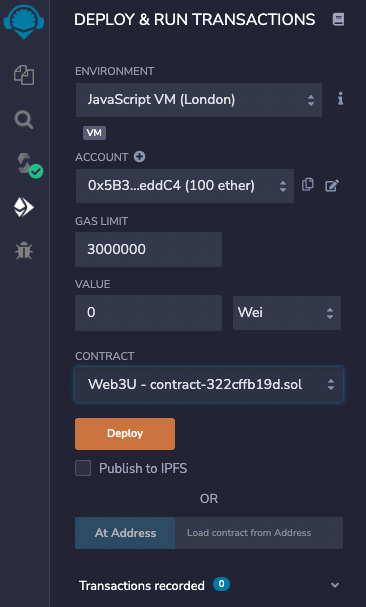 DEPLOY & RUN TRANSACTIONS
ENVIRONMENT
JavaScript VM (London)
VM
ACCOUNT
0x5B3...eddC4 (100 ether)
GAS LIMIT
3000000
VALUE
0
Wei
CONTRACT
Web3U - contract-322cffb19d.sol
Deploy
Publish to IPFS
OR
At Address Load contract from Address
Transactions recorded 0